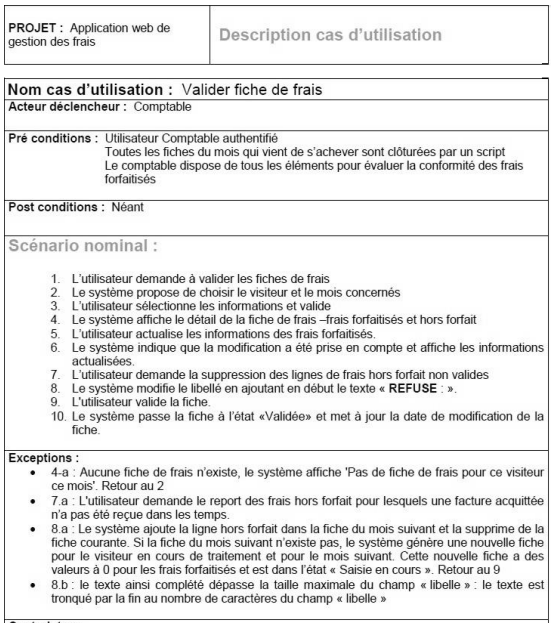 PROJET : Application web de
gestion des frais
Description cas d'utilisation
Nom cas d'utilisation : Valider fiche de frais
Acteur déclencheur : Comptable
Pré conditions : Utilisateur Comptable authentifié
Toutes les fiches du mois qui vient de s'achever sont clôturées par un script
Le comptable dispose de tous les éléments pour évaluer la conformité des frais
forfaitisés
Post conditions : Néant
Scénario nominal :
1. L'utilisateur demande à valider les fiches de frais
2. Le système propose de choisir le visiteur et le mois concernés
3. L'utilisateur sélectionne les informations et valide
4. Le système affiche le détail de la fiche de frais –frais forfaitisés et hors forfait
5. L'utilisateur actualise les informations des frais forfaitisés.
6. Le système indique que la modification a été prise en compte et affiche les informations
actualisées.
7. L'utilisateur demande la suppression des lignes de frais hors forfait non valides
8. Le système modifie le libellé en ajoutant en début le texte « REFUSE : ».
9. L'utilisateur valide la fiche.
10. Le système passe la fiche à l'état «Validée» et met à jour la date de modification de la
fiche.
Exceptions :
• 4-a : Aucune fiche de frais n'existe, le système affiche 'Pas de fiche de frais pour ce visiteur
ce mois'. Retour au 2
• 7.a : L'utilisateur demande le report des frais hors forfait pour lesquels une facture acquittée
n'a pas été reçue dans les temps.
• 8.a : Le système ajoute la ligne hors forfait dans la fiche du mois suivant et la supprime de la
fiche courante. Si la fiche du mois suivant n'existe pas, le système génère une nouvelle fiche
pour le visiteur en cours de traitement et pour le mois suivant. Cette nouvelle fiche a des
valeurs à 0 pour les frais forfaitisés et est dans l'état « Saisie en cours ». Retour au 9
• 8.b : le texte ainsi complété dépasse la taille maximale du champ « libelle » : le texte est
tronqué par la fin au nombre de caractères du champ « libelle »